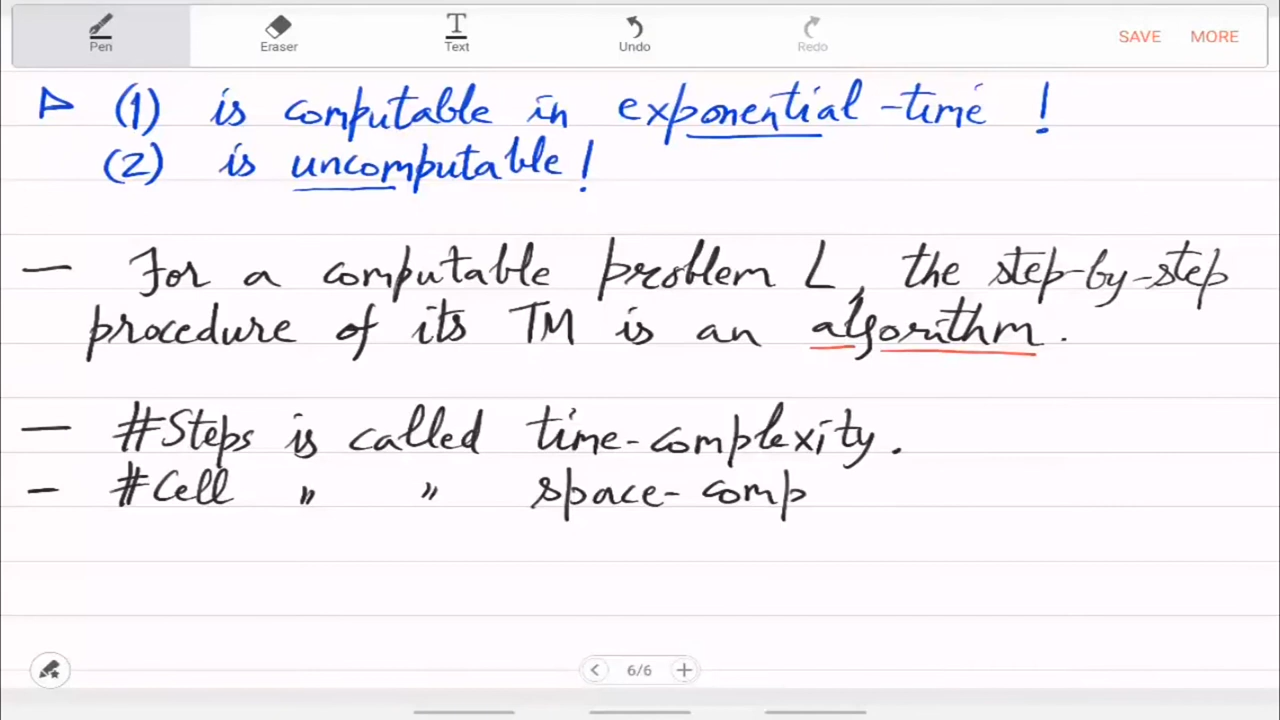 Pen Eraser Text Undo Redo SAVE MORE
(1) is computable in exponential-time !
(2) is uncomputable!
— For a computable problem L, the step-by-step
procedure of its TM is an algorithm.
— #Steps is called time-complexity.
- #Cell " " space-comp
6/6